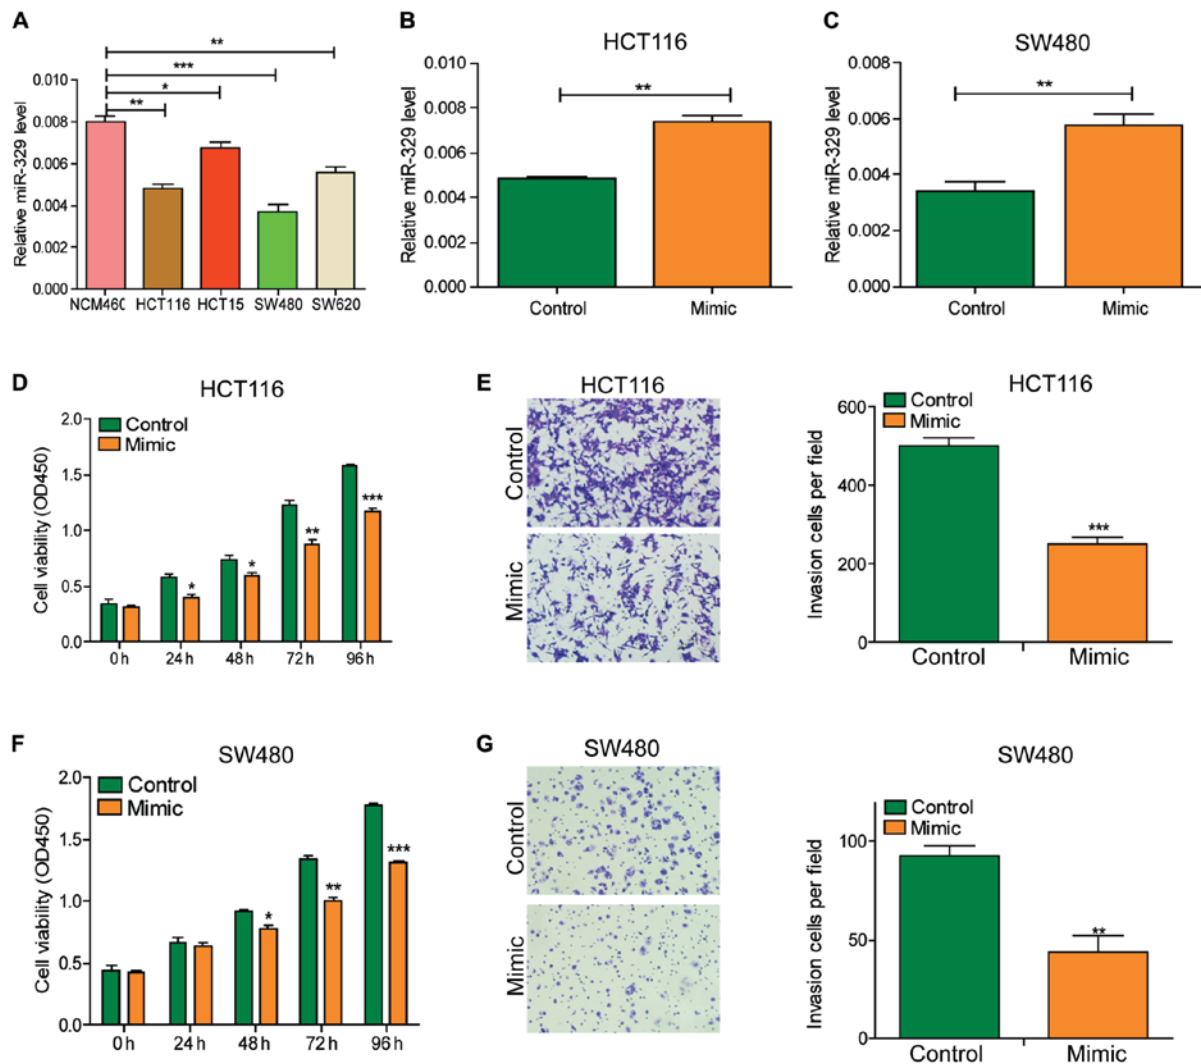 A
**
***
*
**
0.010
0.008
0.006
0.004
0.002
0.000
Relative miR-329 level
NCM460 HCT116 HCT15 SW480 SW620
B
HCT116
**
0.010
0.008
0.006
0.004
0.002
0.000
Relative miR-329 level
Control Mimic
C
SW480
**
0.008
0.006
0.004
0.002
0.000
Relative miR-329 level
Control Mimic
D
HCT116
Control
Mimic
2.0
1.5
1.0
0.5
0.0
Cell viability (OD450)
* * ** ***
0 h 24 h 48 h 72 h 96 h
E
HCT116
Control
Mimic
HCT116
Control
Mimic
600
400
200
0
Invasion cells per field
***
Control Mimic
F
SW480
Control
Mimic
2.0
1.5
1.0
0.5
0.0
Cell viability (OD450)
* ** ***
0 h 24 h 48 h 72 h 96 h
G
SW480
Control
Mimic
SW480
Control
Mimic
100
50
0
Invasion cells per field
**
Control Mimic